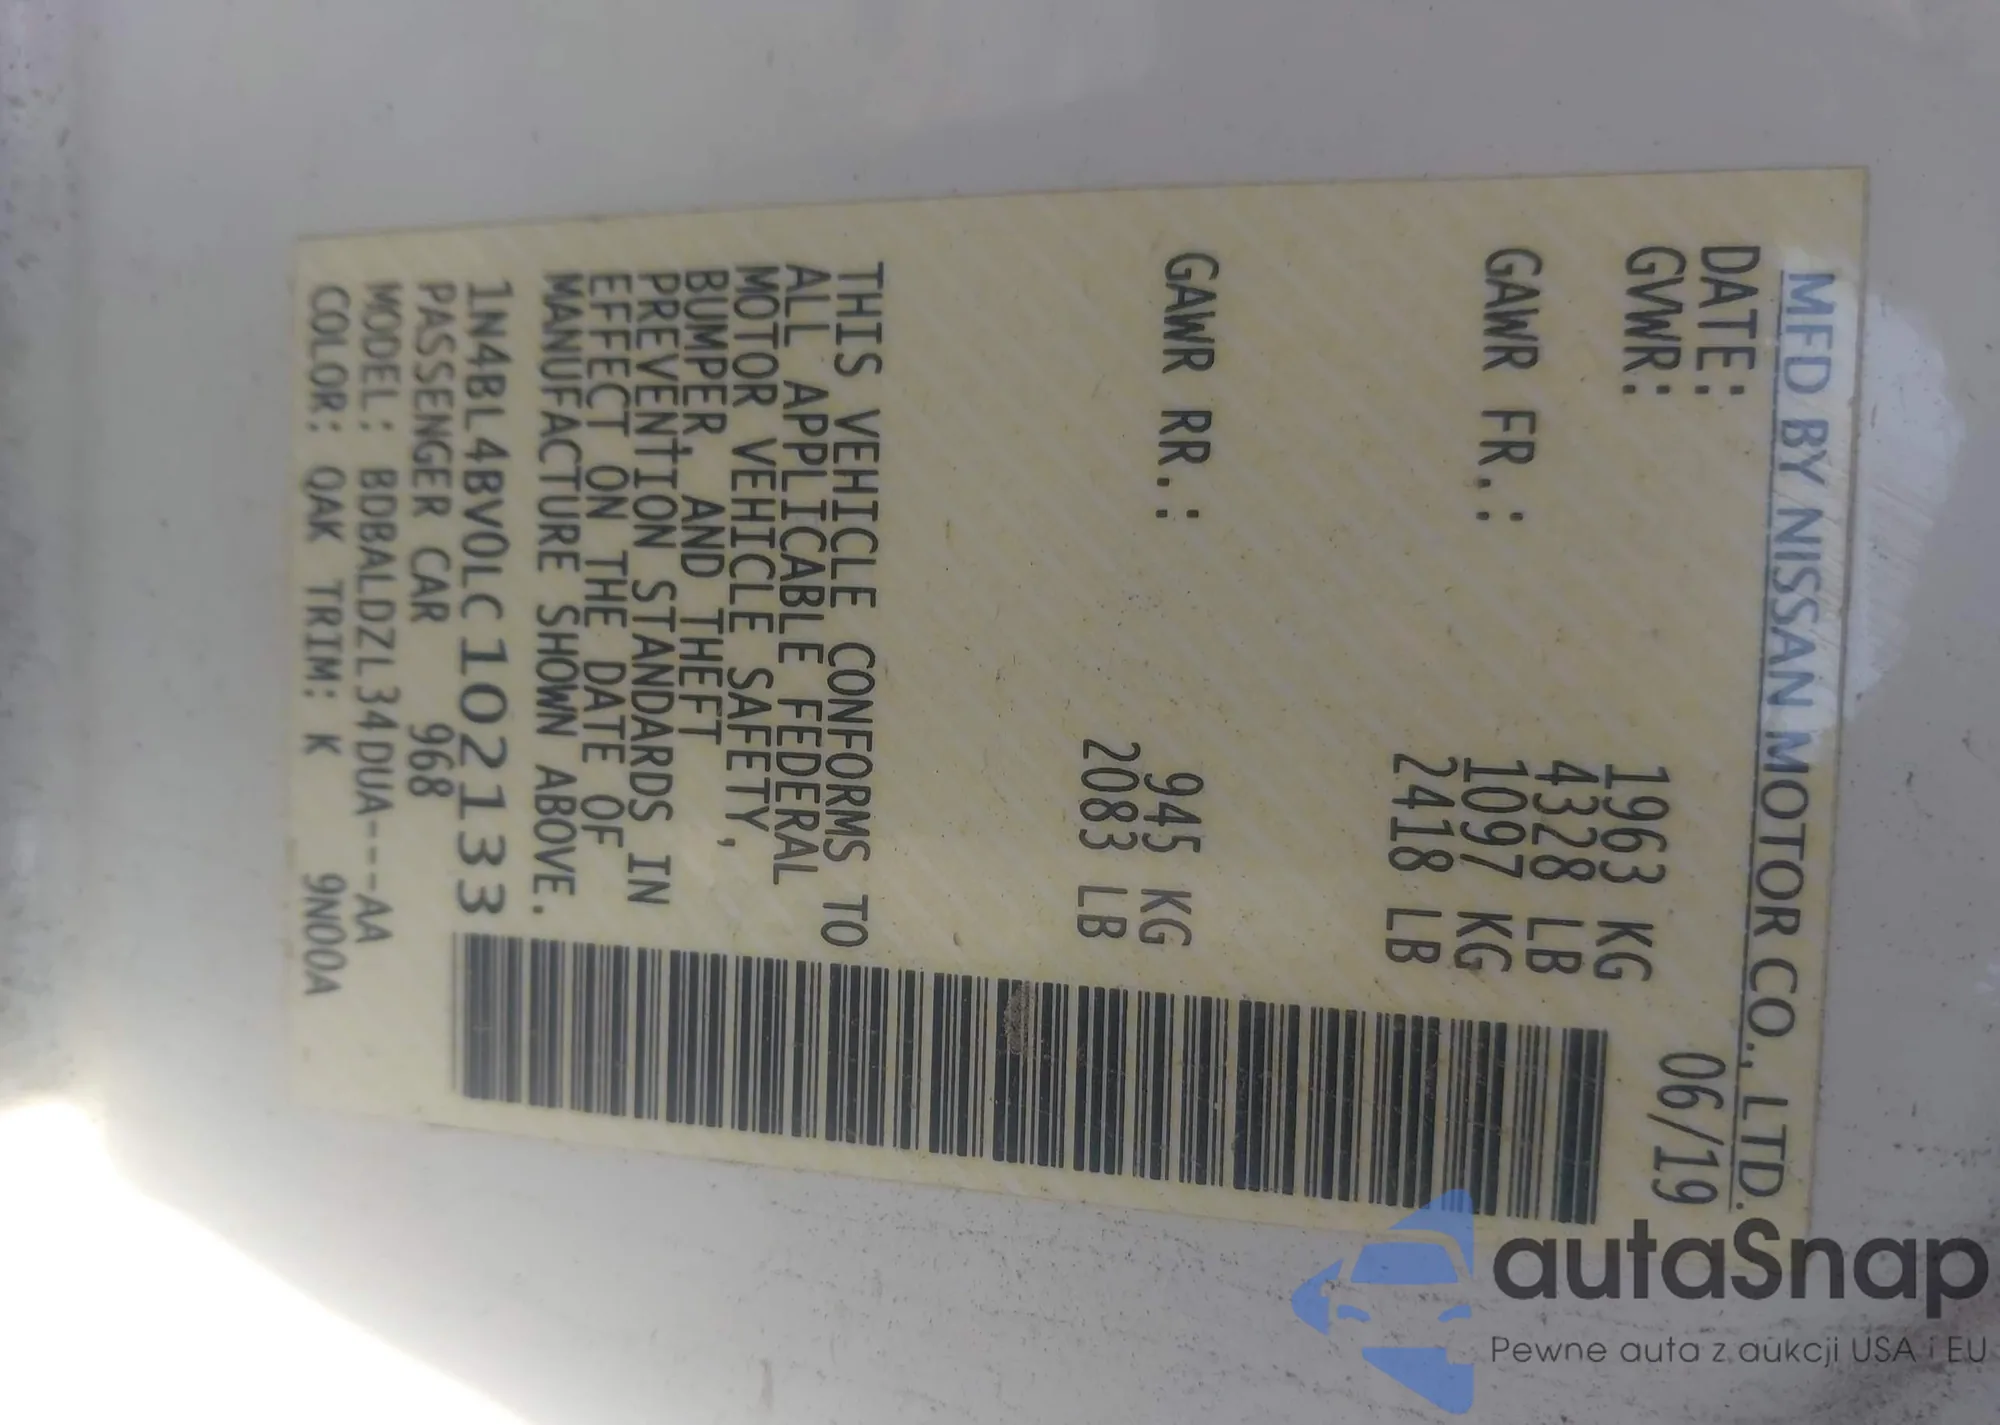 MFD BY NISSAN MOTOR CO., LTD.
DATE: 06/19
GVWR: 1963 KG
4328 LB
GAWR FR.: 1097 KG
2418 LB
GAWR RR.: 945 KG
2083 LB
THIS VEHICLE CONFORMS TO
ALL APPLICABLE FEDERAL
MOTOR VEHICLE SAFETY,
BUMPER, AND THEFT
PREVENTION STANDARDS IN
EFFECT ON THE DATE OF
MANUFACTURE SHOWN ABOVE.
1N4BL4BV0LC102133
PASSENGER CAR 968
MODEL: BDBALDZL34DUA---AA
COLOR: QAK TRIM: K 9N00A
autaSnap
Pewne auta z aukcji USA i EU